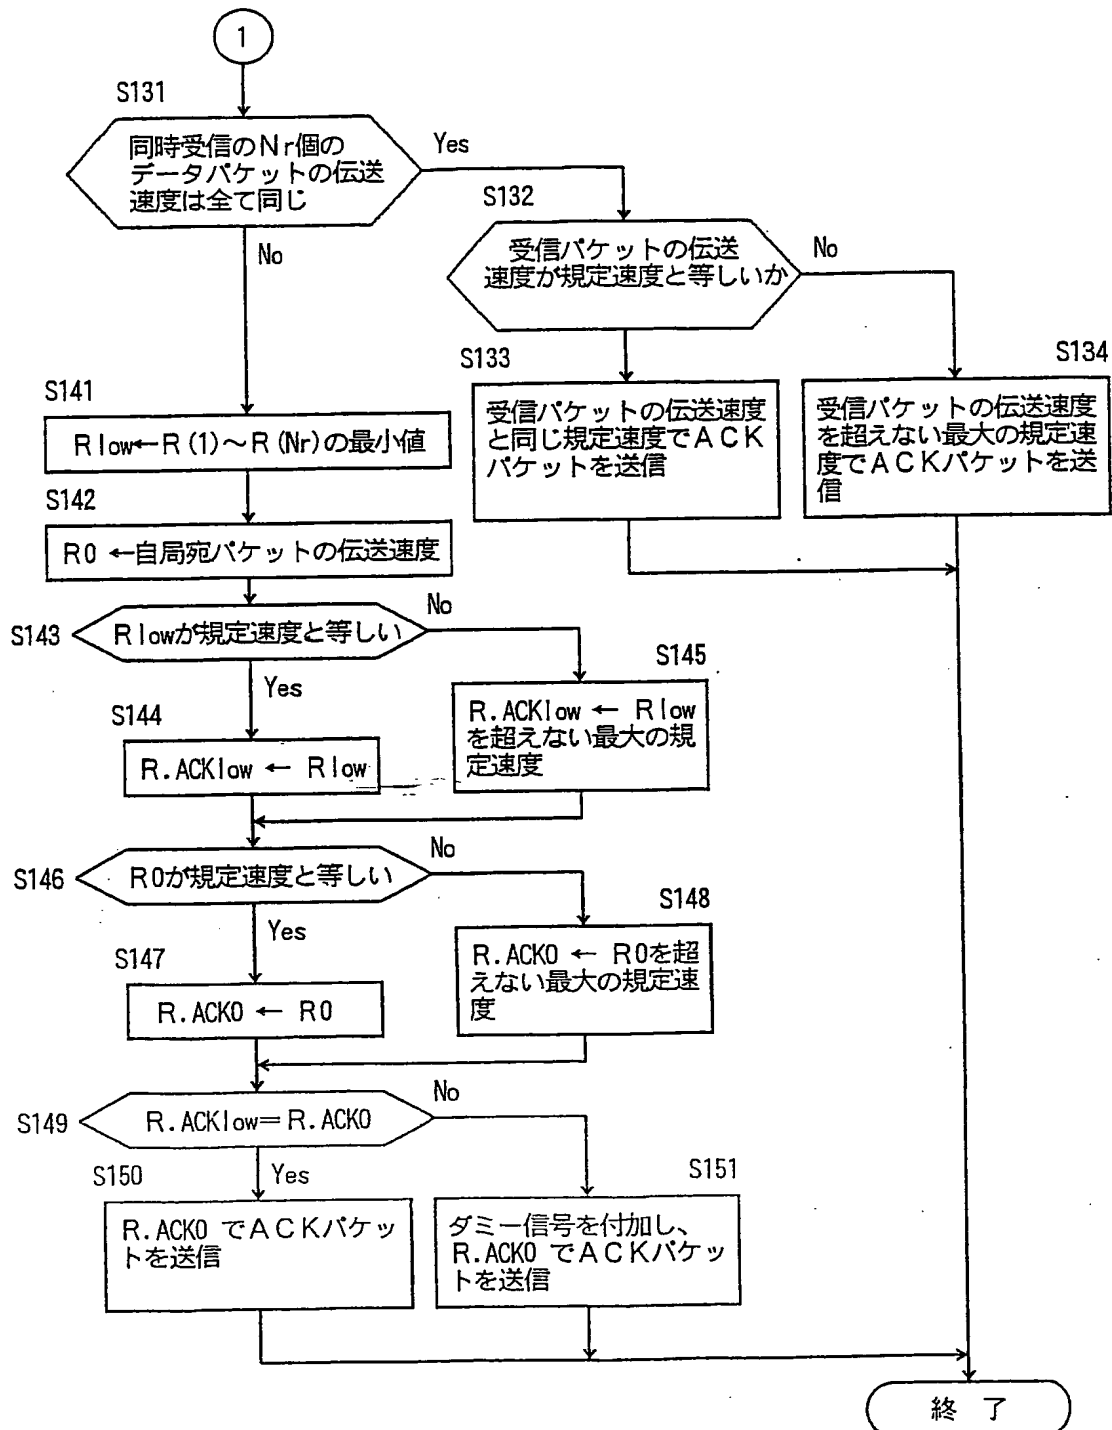 1
S131
同時受信のNr個の
データパケットの伝送
速度は全て同じ
Yes
No
S132
受信パケットの伝送
速度が規定速度と等しいか
No
S133
受信パケットの伝送速度
と同じ規定速度でACK
パケットを送信
S134
受信パケットの伝送速度
を超えない最大の規定速
度でACKパケットを送
信
S141
Rlow←R(1)～R(Nr)の最小値
S142
R0 ←自局宛パケットの伝送速度
S143
Rlowが規定速度と等しい
No
Yes
S144
R.ACKlow ← Rlow
S145
R.ACKlow ← Rlow
を超えない最大の規
定速度
S146
R0が規定速度と等しい
No
Yes
S147
R.ACK0 ← R0
S148
R.ACK0 ← R0を超
えない最大の規定速
度
S149
R.ACKlow＝R.ACK0
No
Yes
S150
R.ACK0 でACKパケッ
トを送信
S151
ダミー信号を付加し、
R.ACK0 でACKパケッ
トを送信
終 了